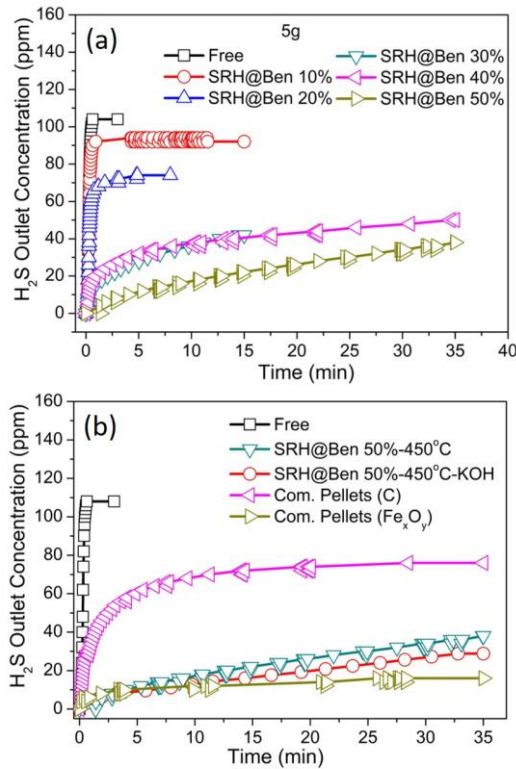 (a)
5g
Free
SRH@Ben 10%
SRH@Ben 20%
SRH@Ben 30%
SRH@Ben 40%
SRH@Ben 50%
H₂S Outlet Concentration (ppm)
160
140
120
100
80
60
40
20
0
0 5 10 15 20 25 30 35 40
Time (min)
(b)
Free
SRH@Ben 50%-450°C
SRH@Ben 50%-450°C-KOH
Com. Pellets (C)
Com. Pellets (FeₓOᵧ)
H₂S Outlet Concentration (ppm)
160
140
120
100
80
60
40
20
0
0 5 10 15 20 25 30 35
Time (min)